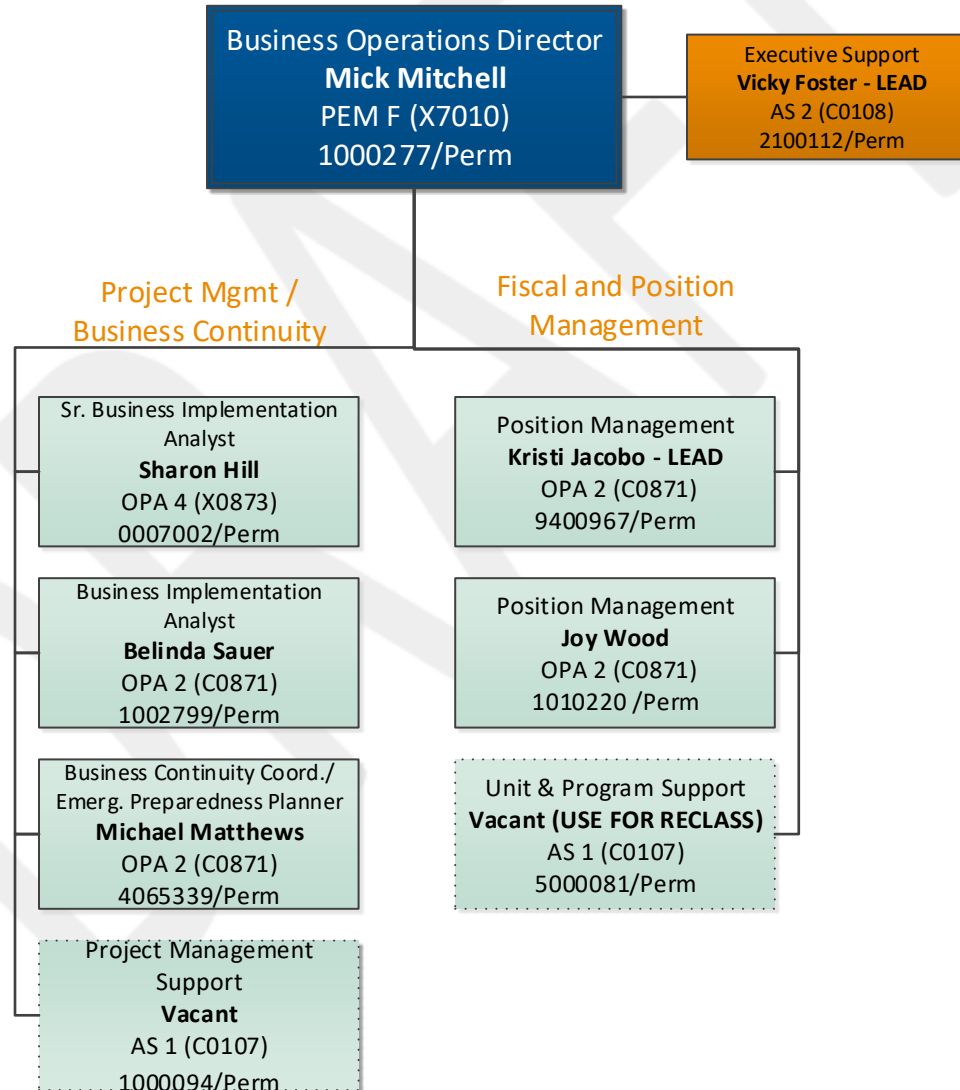 Business Operations Director
Mick Mitchell
PEM F (X7010)
1000277/Perm
Executive Support
Vicky Foster - LEAD
AS 2 (C0108)
2100112/Perm
Project Mgmt /
Business Continuity
Sr. Business Implementation
Analyst
Sharon Hill
OPA 4 (X0873)
0007002/Perm
Business Implementation
Analyst
Belinda Sauer
OPA 2 (C0871)
1002799/Perm
Business Continuity Coord./
Emerg. Preparedness Planner
Michael Matthews
OPA 2 (C0871)
4065339/Perm
Project Management
Support
Vacant
AS 1 (C0107)
1000094/Perm
Fiscal and Position
Management
Position Management
Kristi Jacobo - LEAD
OPA 2 (C0871)
9400967/Perm
Position Management
Joy Wood
OPA 2 (C0871)
1010220 /Perm
Unit & Program Support
Vacant (USE FOR RECLASS)
AS 1 (C0107)
5000081/Perm